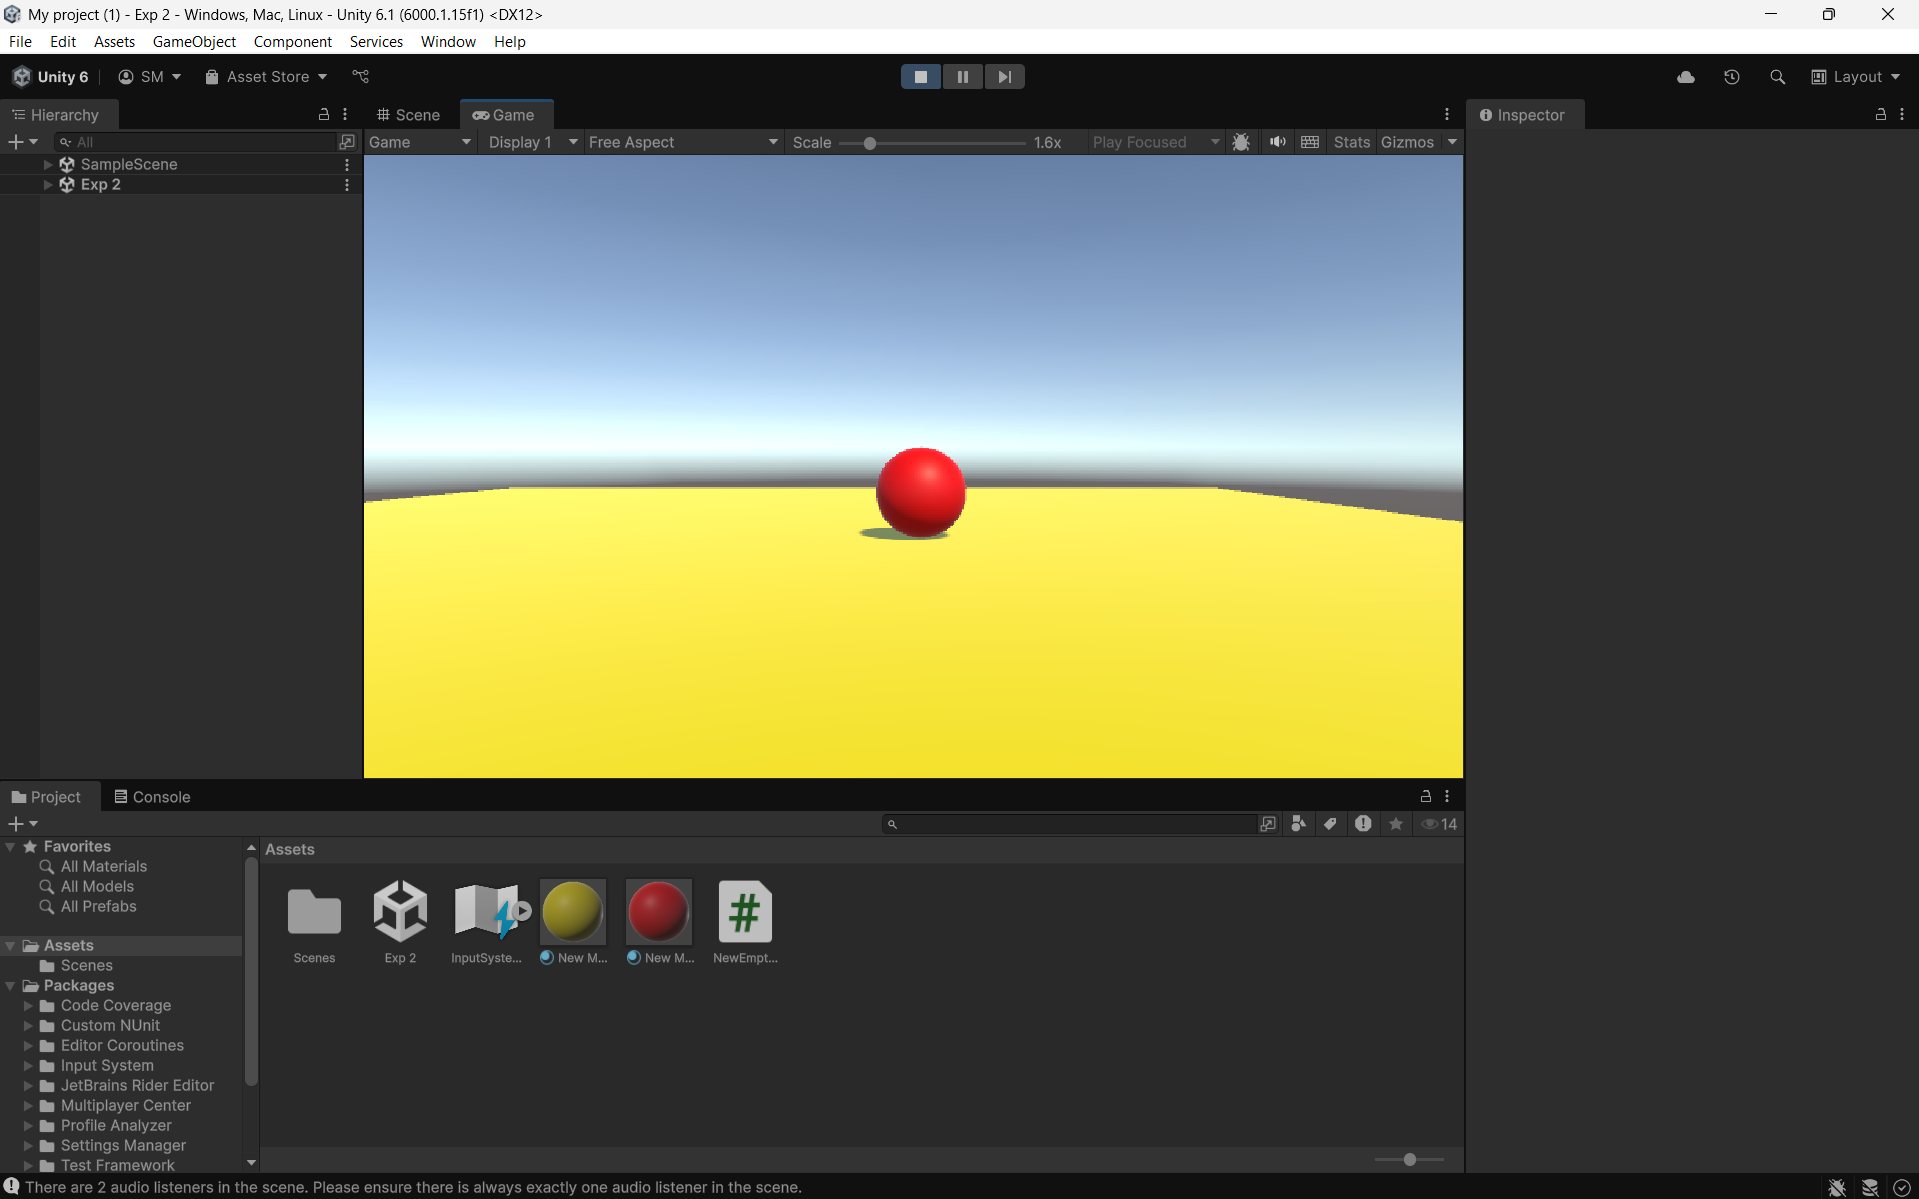 My project (1) - Exp 2 - Windows, Mac, Linux - Unity 6.1 (6000.1.15f1) <DX12>
File Edit Assets GameObject Component Services Window Help
Unity 6 SM Asset Store Layout
Hierarchy Scene Game Inspector
All Game Display 1 Free Aspect Scale 1.6x Play Focused Stats Gizmos
SampleScene
Exp 2
Project Console
14
Favorites
All Materials
All Models
All Prefabs
Assets
Scenes
Packages
Code Coverage
Custom NUnit
Editor Coroutines
Input System
JetBrains Rider Editor
Multiplayer Center
Profile Analyzer
Settings Manager
Test Framework
Assets
#
Scenes Exp 2 InputSyste... New M... New M... NewEmpt...
There are 2 audio listeners in the scene. Please ensure there is always exactly one audio listener in the scene.